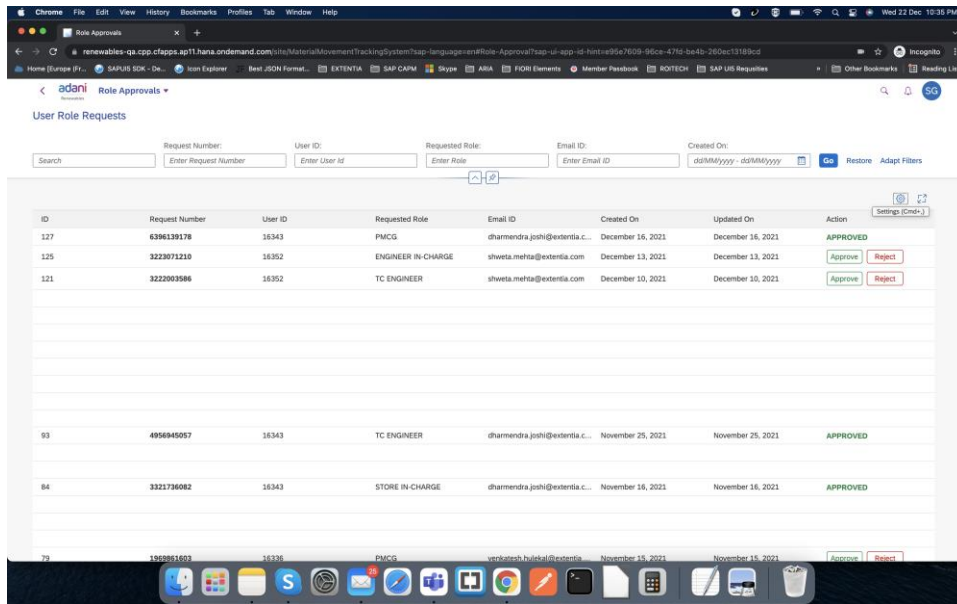 Chrome File Edit View History Bookmarks Profiles Tab Window Help Wed 22 Dec 10:35 PM
Role Approvals
renewables-qa.cpp.cfapps.ap11.hana.ondemand.com/site/MaterialMovementTrackingSystem?sap-language=en#Role-Approval?sap-ui-app-id-hint=e95e7609-96ce-47fd-be4b-260ec13189cd Incognito
Home (Europe (Fr... SAPUI5 SDK - De... Icon Explorer Best JSON Format... EXTENTIA SAP CAPM Skype ARIA FIORI Elements Member Passbook ROITECH SAP UI5 Requsities » Other Bookmarks Reading Lis
adani Role Approvals SG
Renewables
User Role Requests
Request Number: User ID: Requested Role: Email ID: Created On:
Search Enter Request Number Enter User Id Enter Role Enter Email ID dd/MM/yyyy - dd/MM/yyyy Go Restore Adapt Filters
Settings (Cmd+,)
ID Request Number User ID Requested Role Email ID Created On Updated On Action
127 6396139178 16343 PMCG dharmendra.joshi@extentia.c... December 16, 2021 December 16, 2021 APPROVED
125 3223071210 16352 ENGINEER IN-CHARGE shweta.mehta@extentia.com December 13, 2021 December 13, 2021 Approve Reject
121 3222003586 16352 TC ENGINEER shweta.mehta@extentia.com December 10, 2021 December 10, 2021 Approve Reject
93 4956945057 16343 TC ENGINEER dharmendra.joshi@extentia.c... November 25, 2021 November 25, 2021 APPROVED
84 3321736082 16343 STORE IN-CHARGE dharmendra.joshi@extentia.c... November 16, 2021 November 16, 2021 APPROVED
79 1969861603 16336 PMCG venkatesh.hulekal@extentia.... November 15, 2021 November 15, 2021 Approve Reject
25